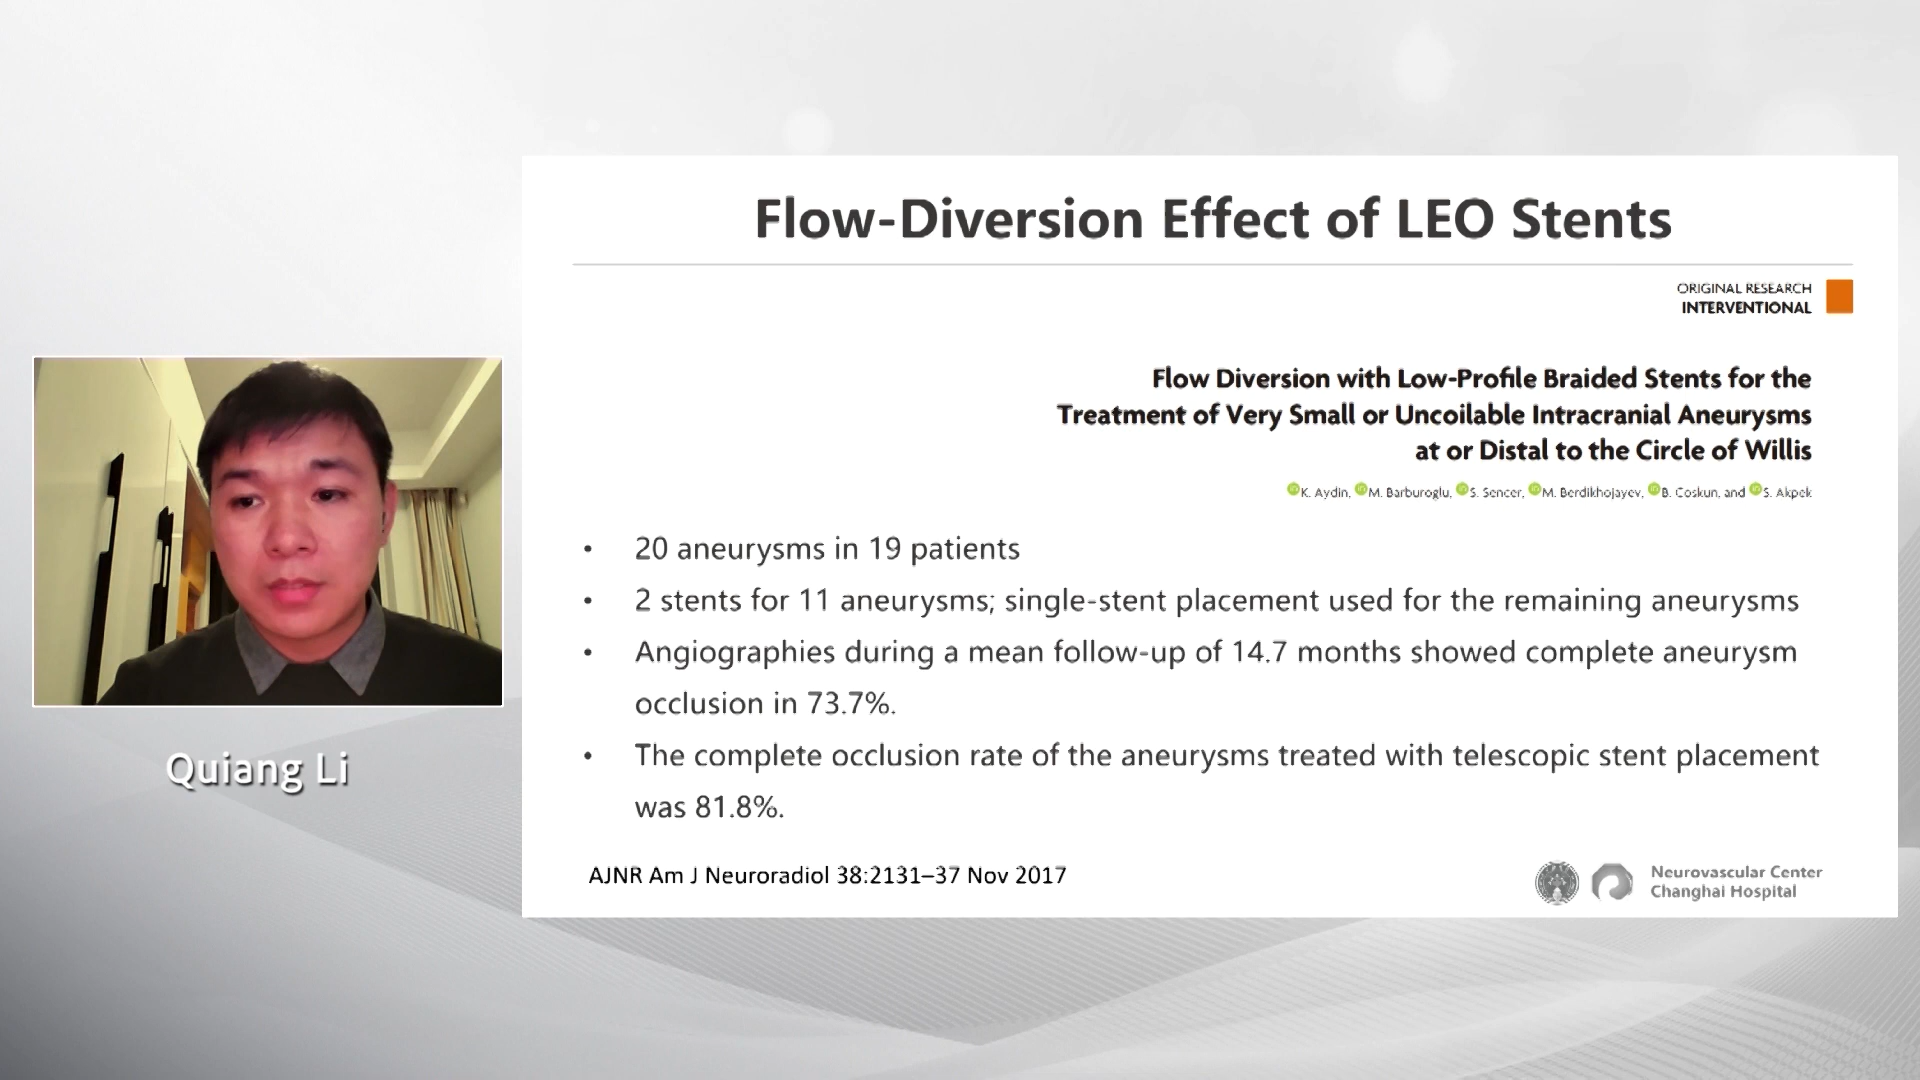 Flow-Diversion Effect of LEO Stents
ORIGINAL RESEARCH
INTERVENTIONAL
Flow Diversion with Low-Profile Braided Stents for the
Treatment of Very Small or Uncoilable Intracranial Aneurysms
at or Distal to the Circle of Willis
K. Aydin, M. Barburoglu, S. Sencer, M. Berdikhojayev, B. Coskun, and S. Akpek
• 20 aneurysms in 19 patients
• 2 stents for 11 aneurysms; single-stent placement used for the remaining aneurysms
• Angiographies during a mean follow-up of 14.7 months showed complete aneurysm
occlusion in 73.7%.
• The complete occlusion rate of the aneurysms treated with telescopic stent placement
was 81.8%.
AJNR Am J Neuroradiol 38:2131–37 Nov 2017
Neurovascular Center
Changhai Hospital
Quiang Li